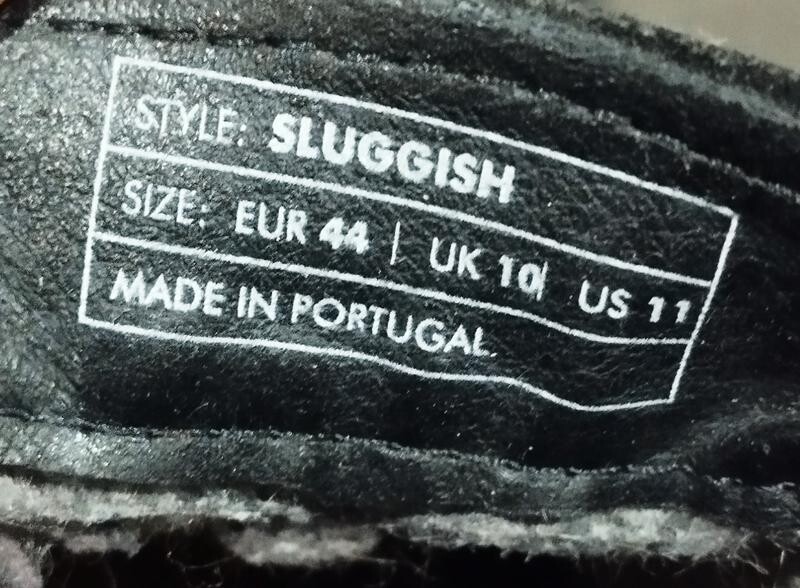 STYLE: SLUGGISH
SIZE: EUR 44 | UK 10| US 11
MADE IN PORTUGAL.